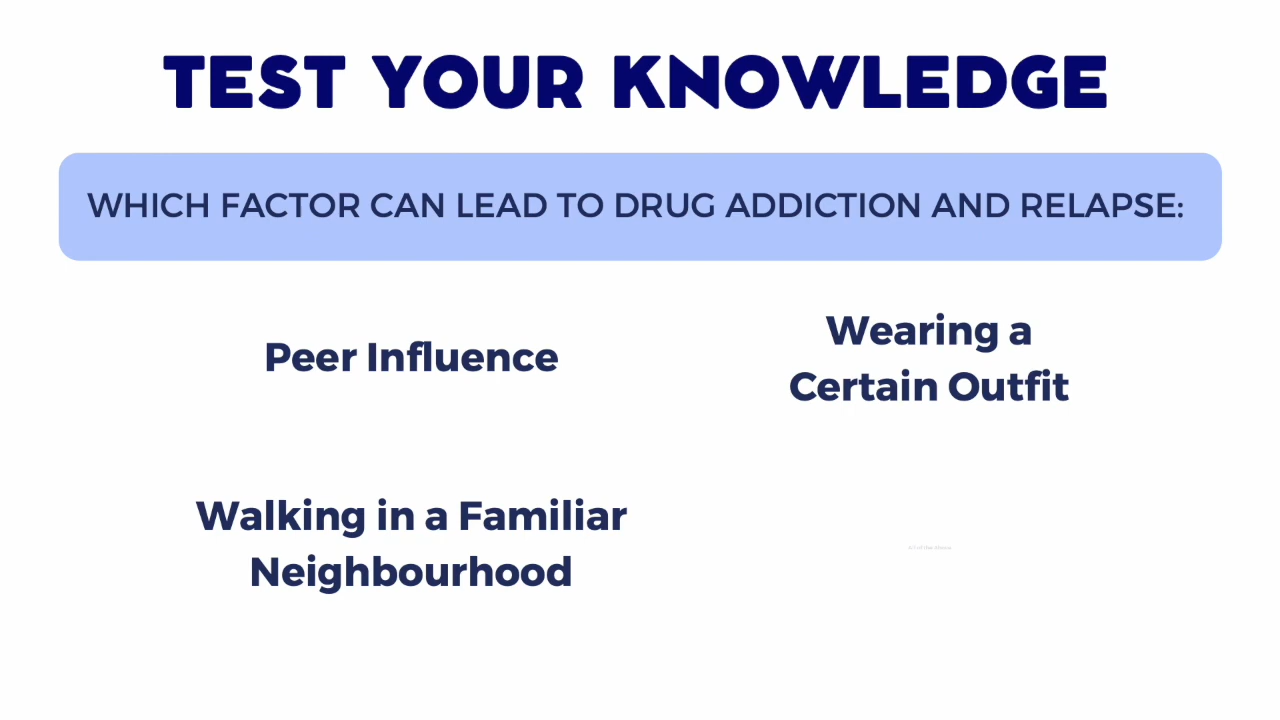 TEST YOUR KNOWLEDGE
WHICH FACTOR CAN LEAD TO DRUG ADDICTION AND RELAPSE:
Peer Influence
Wearing a
Certain Outfit
Walking in a Familiar
Neighbourhood